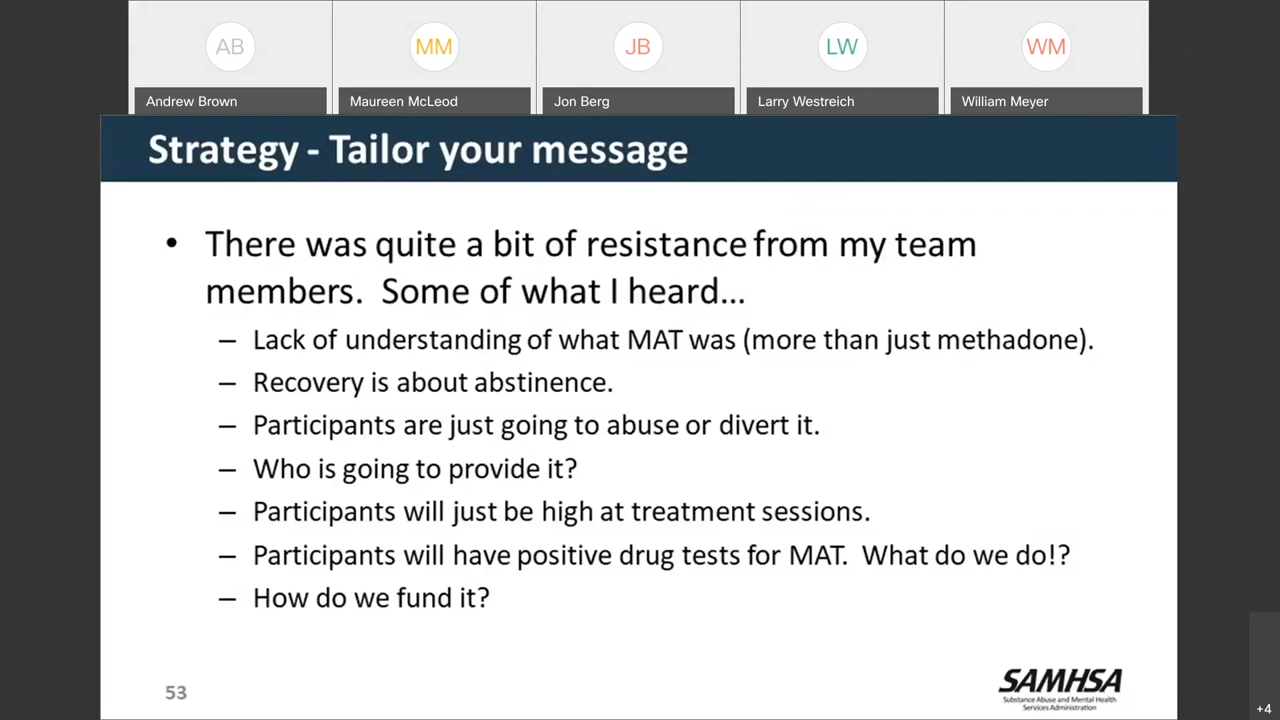 AB
MM
JB
LW
WM
Andrew Brown
Maureen McLeod
Jon Berg
Larry Westreich
William Meyer
Strategy - Tailor your message
• There was quite a bit of resistance from my team
members.  Some of what I heard…
– Lack of understanding of what MAT was (more than just methadone).
– Recovery is about abstinence.
– Participants are just going to abuse or divert it.
– Who is going to provide it?
– Participants will just be high at treatment sessions.
– Participants will have positive drug tests for MAT.  What do we do!?
– How do we fund it?
53
SAMHSA
Substance Abuse and Mental Health
Services Administration
+4